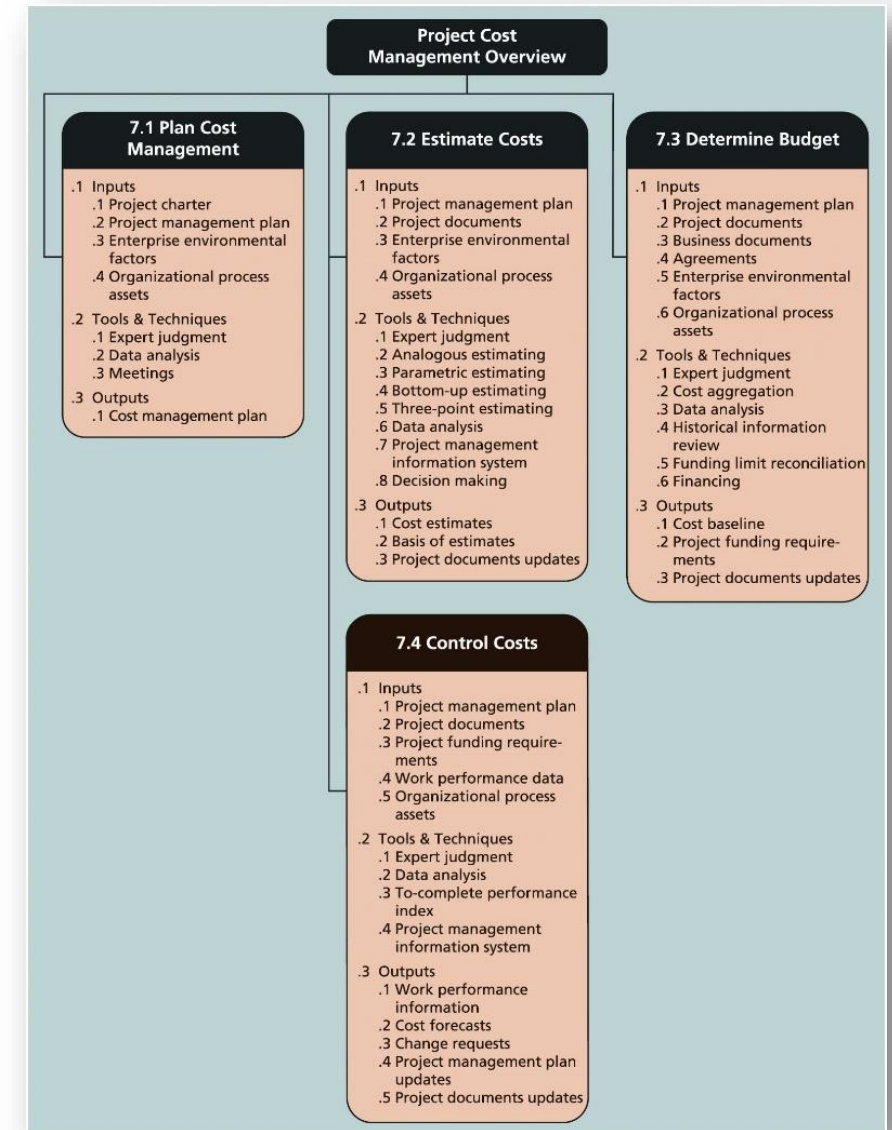 Project Cost
Management Overview
7.1 Plan Cost
Management
.1 Inputs
.1 Project charter
.2 Project management plan
.3 Enterprise environmental
factors
.4 Organizational process
assets
.2 Tools & Techniques
.1 Expert judgment
.2 Data analysis
.3 Meetings
.3 Outputs
.1 Cost management plan
7.2 Estimate Costs
.1 Inputs
.1 Project management plan
.2 Project documents
.3 Enterprise environmental
factors
.4 Organizational process
assets
.2 Tools & Techniques
.1 Expert judgment
.2 Analogous estimating
.3 Parametric estimating
.4 Bottom-up estimating
.5 Three-point estimating
.6 Data analysis
.7 Project management
information system
.8 Decision making
.3 Outputs
.1 Cost estimates
.2 Basis of estimates
.3 Project documents updates
7.3 Determine Budget
.1 Inputs
.1 Project management plan
.2 Project documents
.3 Business documents
.4 Agreements
.5 Enterprise environmental
factors
.6 Organizational process
assets
.2 Tools & Techniques
.1 Expert judgment
.2 Cost aggregation
.3 Data analysis
.4 Historical information
review
.5 Funding limit reconciliation
.6 Financing
.3 Outputs
.1 Cost baseline
.2 Project funding require-
ments
.3 Project documents updates
7.4 Control Costs
.1 Inputs
.1 Project management plan
.2 Project documents
.3 Project funding require-
ments
.4 Work performance data
.5 Organizational process
assets
.2 Tools & Techniques
.1 Expert judgment
.2 Data analysis
.3 To-complete performance
index
.4 Project management
information system
.3 Outputs
.1 Work performance
information
.2 Cost forecasts
.3 Change requests
.4 Project management plan
updates
.5 Project documents updates